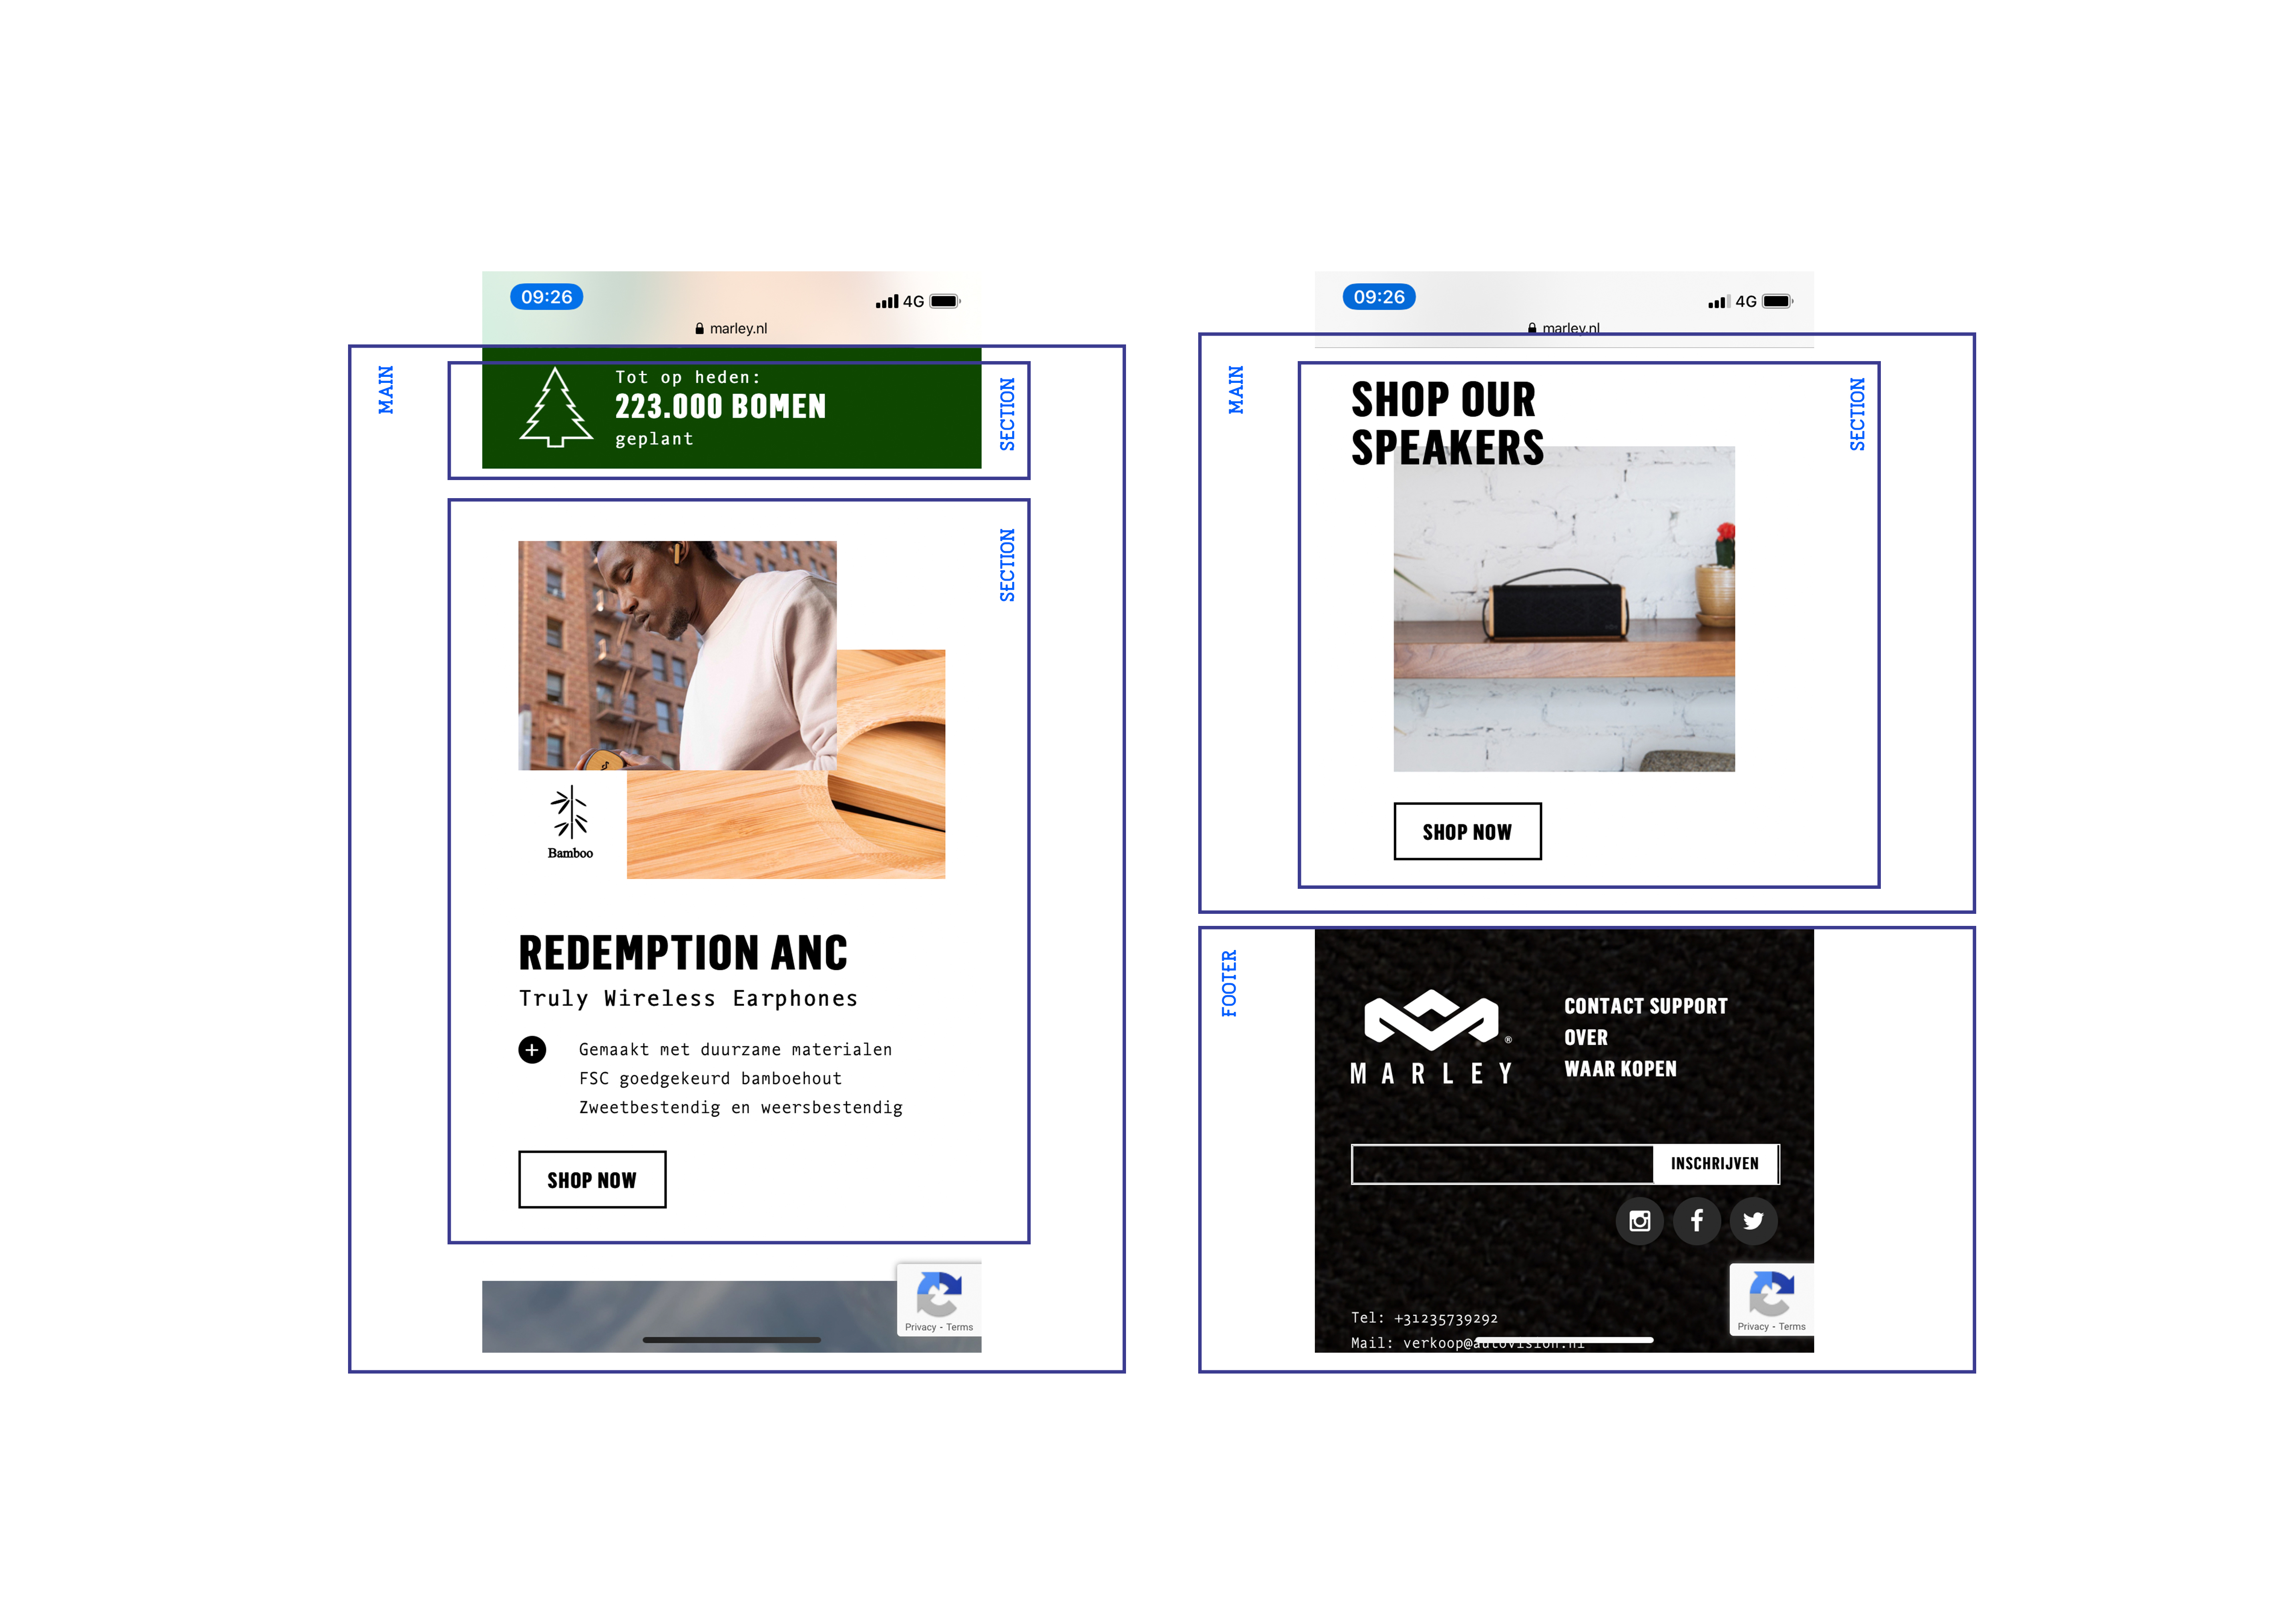 09:26
4G
marley.nl
MAIN
Tot op heden:
223.000 BOMEN
geplant
SECTION
SECTION
Bamboo
REDEMPTION ANC
Truly Wireless Earphones
Gemaakt met duurzame materialen
FSC goedgekeurd bamboehout
Zweetbestendig en weersbestendig
SHOP NOW
Privacy - Terms
09:26
4G
marley.nl
MAIN
SHOP OUR
SPEAKERS
SECTION
SHOP NOW
FOOTER
MARLEY®
CONTACT SUPPORT
OVER
WAAR KOPEN
INSCHRIJVEN
Tel: +31235739292
Mail: verkoop@autovision.nl
Privacy - Terms